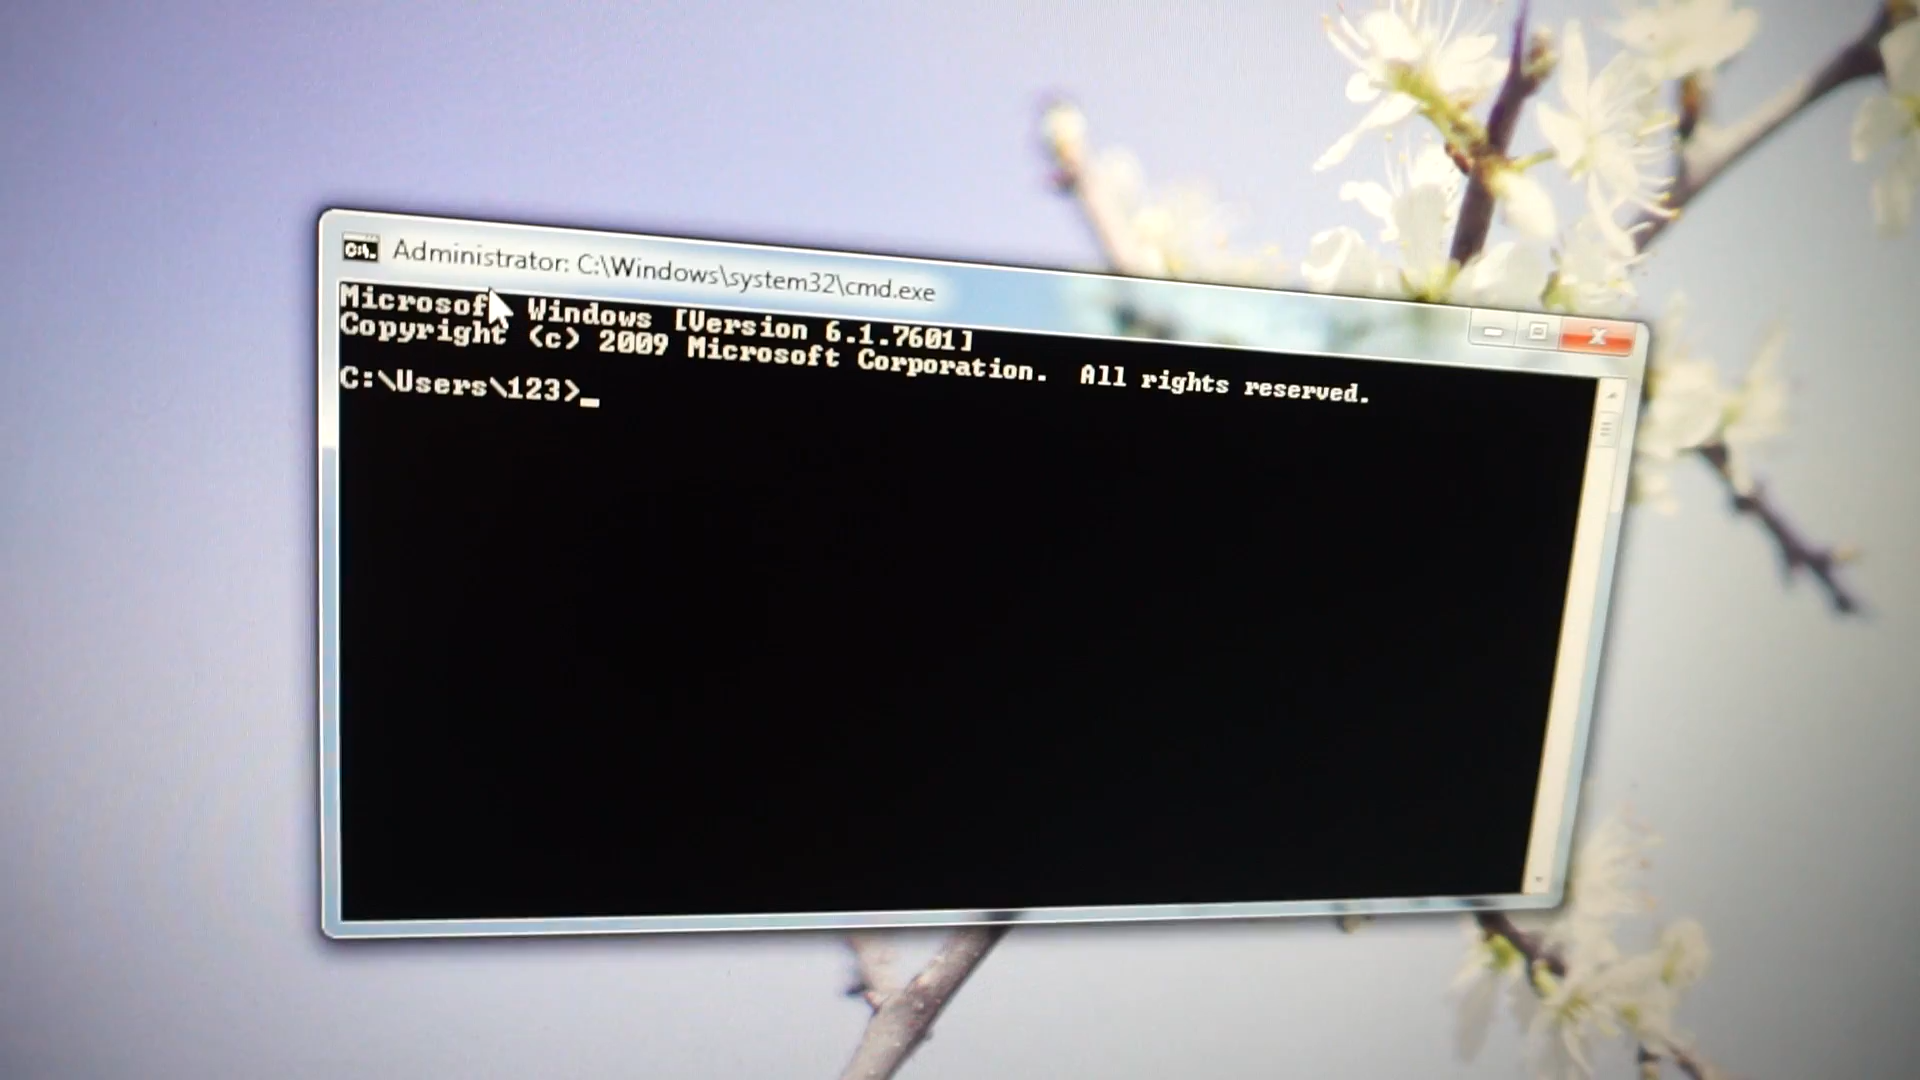 Administrator: C:\Windows\system32\cmd.exe
Microsoft Windows [Version 6.1.7601]
Copyright (c) 2009 Microsoft Corporation.  All rights reserved.
C:\Users\123>_